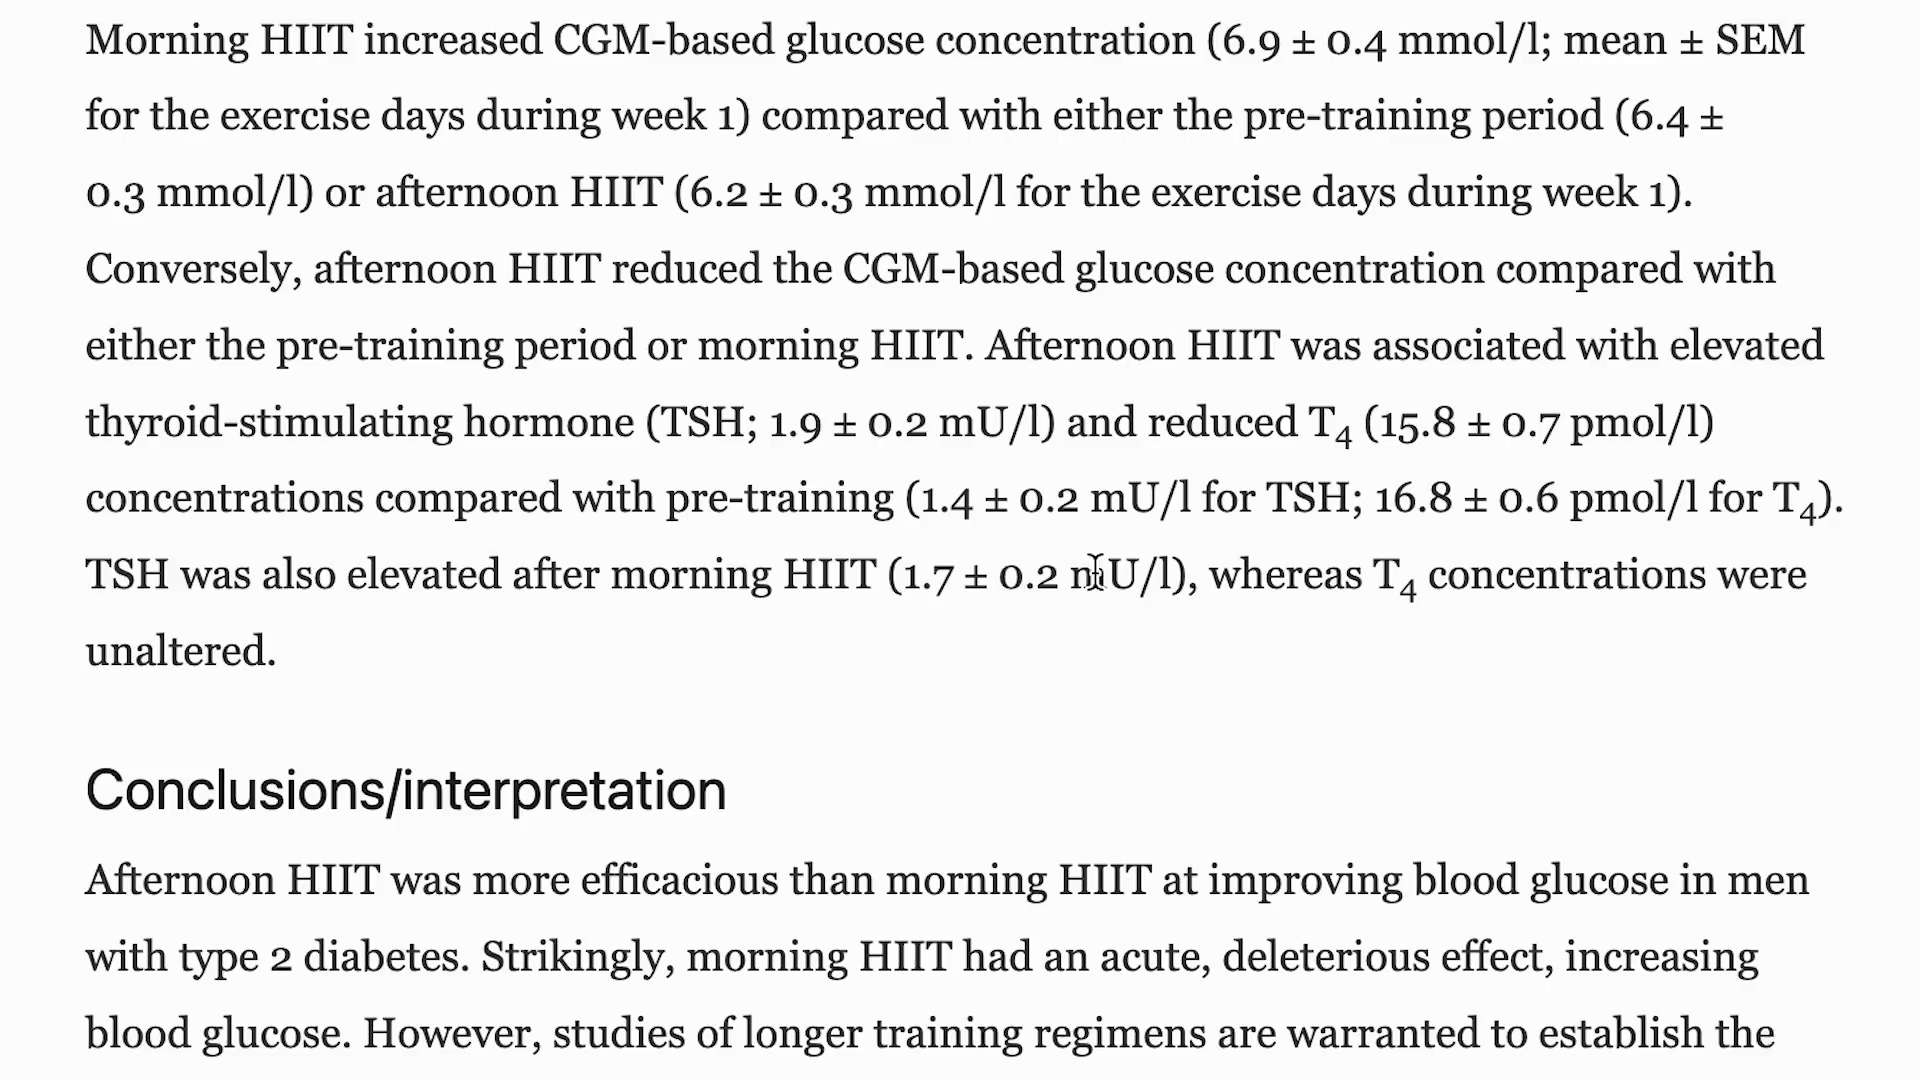 Morning HIIT increased CGM-based glucose concentration (6.9 ± 0.4 mmol/l; mean ± SEM
for the exercise days during week 1) compared with either the pre-training period (6.4 ±
0.3 mmol/l) or afternoon HIIT (6.2 ± 0.3 mmol/l for the exercise days during week 1).
Conversely, afternoon HIIT reduced the CGM-based glucose concentration compared with
either the pre-training period or morning HIIT. Afternoon HIIT was associated with elevated
thyroid-stimulating hormone (TSH; 1.9 ± 0.2 mU/l) and reduced T4 (15.8 ± 0.7 pmol/l)
concentrations compared with pre-training (1.4 ± 0.2 mU/l for TSH; 16.8 ± 0.6 pmol/l for T4).
TSH was also elevated after morning HIIT (1.7 ± 0.2 mU/l), whereas T4 concentrations were
unaltered.
Conclusions/interpretation
Afternoon HIIT was more efficacious than morning HIIT at improving blood glucose in men
with type 2 diabetes. Strikingly, morning HIIT had an acute, deleterious effect, increasing
blood glucose. However, studies of longer training regimens are warranted to establish the